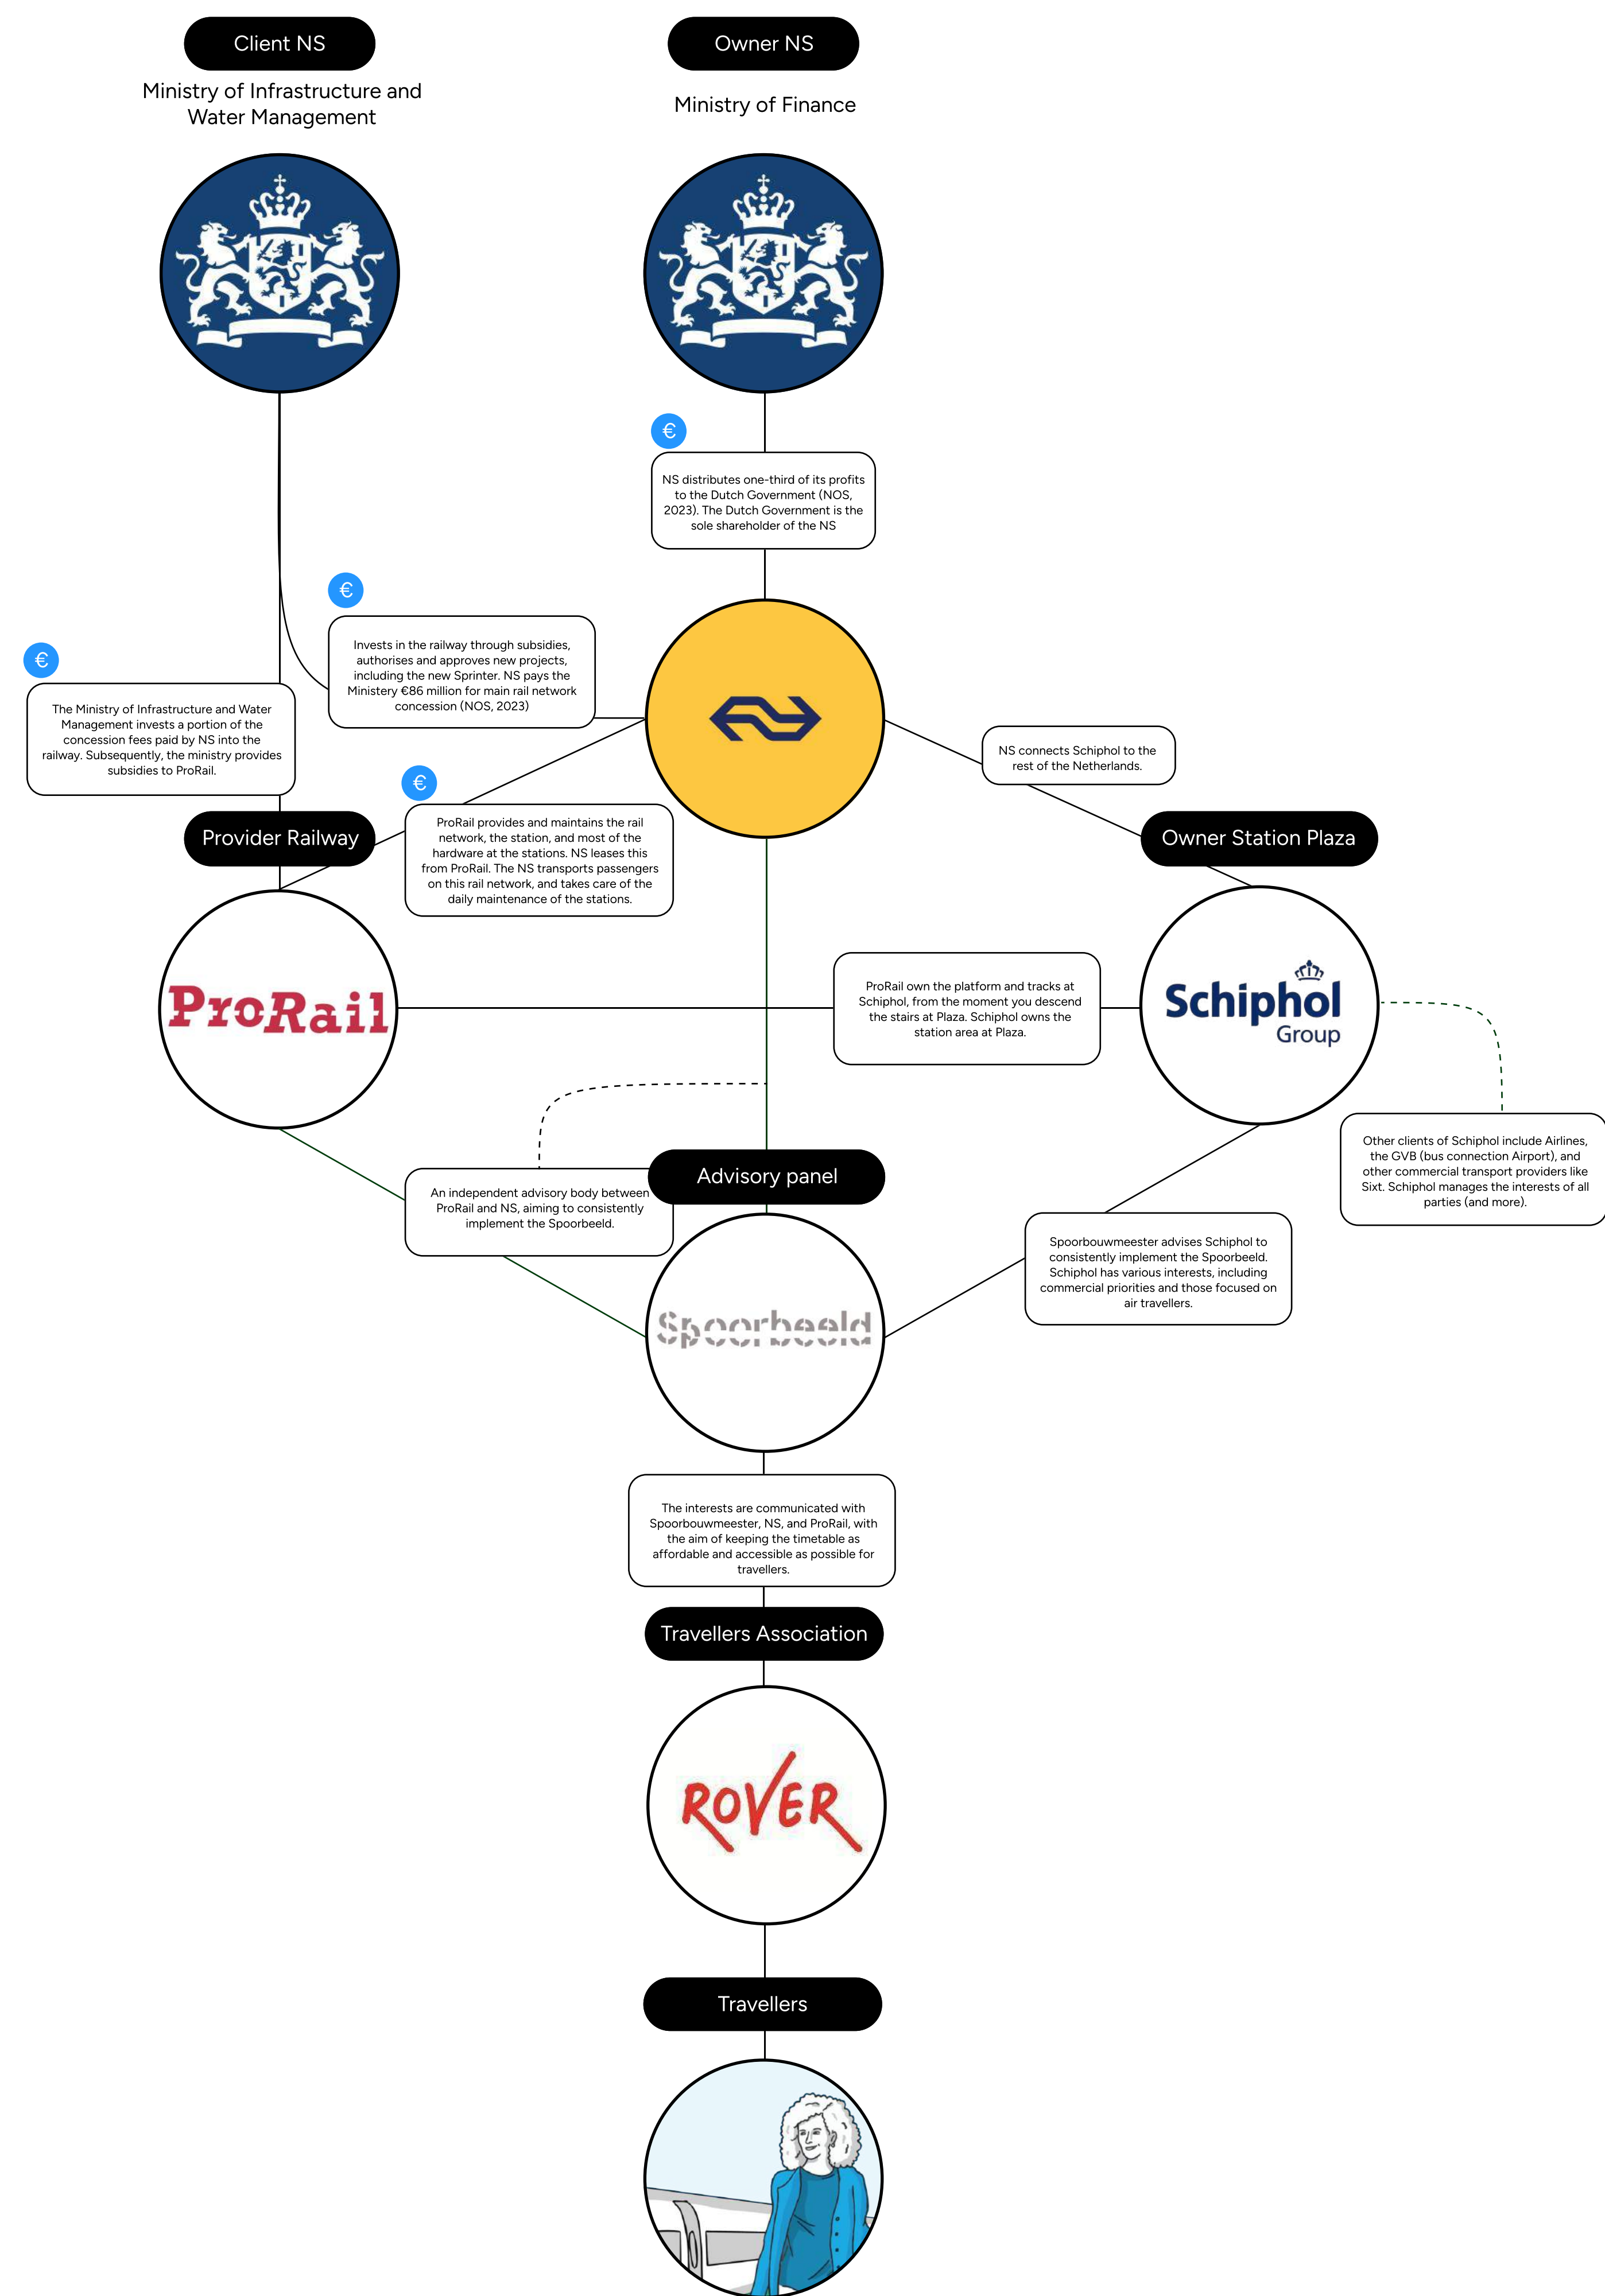 Client NS
Owner NS
Ministry of Infrastructure and
Water Management
Ministry of Finance
€
NS distributes one-third of its profits
to the Dutch Government (NOS,
2023). The Dutch Government is the
sole shareholder of the NS
€
Invests in the railway through subsidies,
authorises and approves new projects,
including the new Sprinter. NS pays the
Ministery €86 million for main rail network
concession (NOS, 2023)
€
The Ministry of Infrastructure and Water
Management invests a portion of the
concession fees paid by NS into the
railway. Subsequently, the ministry provides
subsidies to ProRail.
NS connects Schiphol to the
rest of the Netherlands.
€
ProRail provides and maintains the rail
network, the station, and most of the
hardware at the stations. NS leases this
from ProRail. The NS transports passengers
on this rail network, and takes care of the
daily maintenance of the stations.
Provider Railway
Owner Station Plaza
ProRail
ProRail own the platform and tracks at
Schiphol, from the moment you descend
the stairs at Plaza. Schiphol owns the
station area at Plaza.
Schiphol
Group
Other clients of Schiphol include Airlines,
the GVB (bus connection Airport), and
other commercial transport providers like
Sixt. Schiphol manages the interests of all
parties (and more).
Advisory panel
An independent advisory body between
ProRail and NS, aiming to consistently
implement the Spoorbeeld.
Spoorbouwmeester advises Schiphol to
consistently implement the Spoorbeeld.
Schiphol has various interests, including
commercial priorities and those focused on
air travellers.
Spoorbeeld
The interests are communicated with
Spoorbouwmeester, NS, and ProRail, with
the aim of keeping the timetable as
affordable and accessible as possible for
travellers.
Travellers Association
ROVER
Travellers